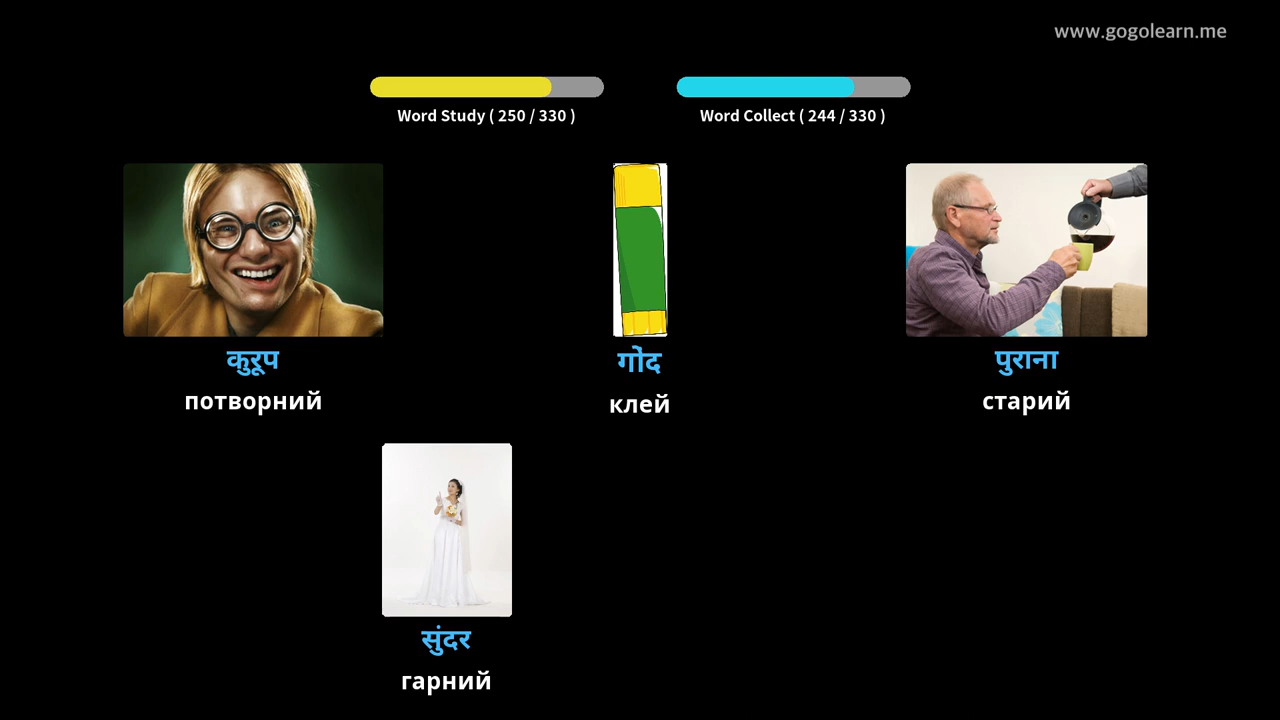 www.gogolearn.me
Word Study ( 250 / 330 )
Word Collect ( 244 / 330 )
कुरूप
потворний
गोंद
клей
पुराना
старий
सुंदर
гарний